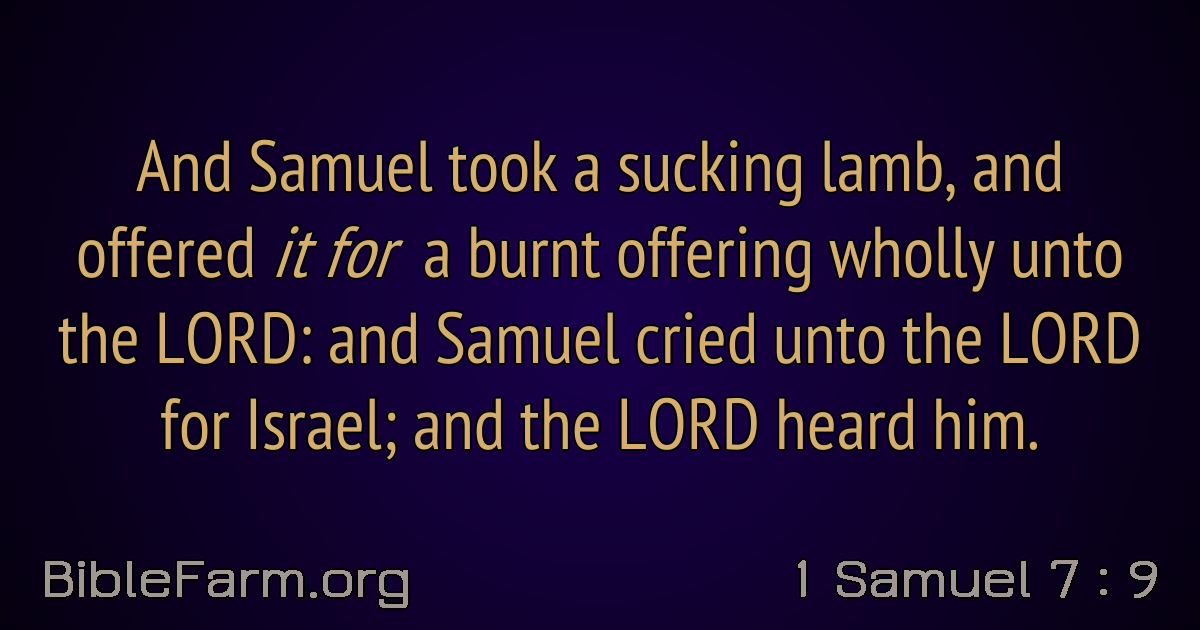 And Samuel took a sucking lamb, and
offered it for a burnt offering wholly unto
the LORD: and Samuel cried unto the LORD
for Israel; and the LORD heard him.
BibleFarm.org
1 Samuel 7 : 9